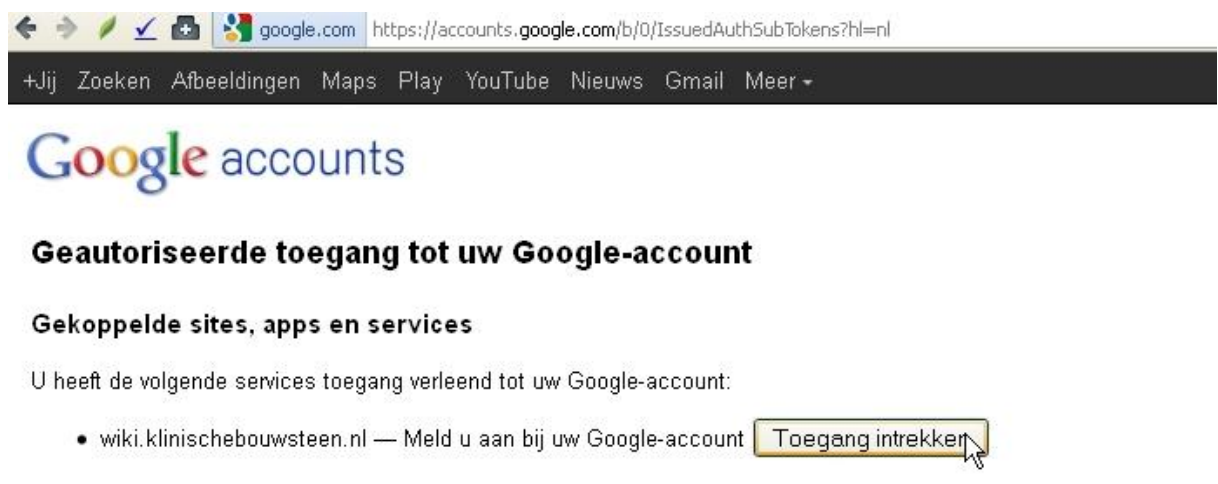 google.com https://accounts.google.com/b/0/IssuedAuthSubTokens?hl=nl
+Jij Zoeken Afbeeldingen Maps Play YouTube Nieuws Gmail Meer
Google accounts
Geautoriseerde toegang tot uw Google-account
Gekoppelde sites, apps en services
U heeft de volgende services toegang verleend tot uw Google-account:
• wiki.klinischebouwsteen.nl — Meld u aan bij uw Google-account Toegang intrekken